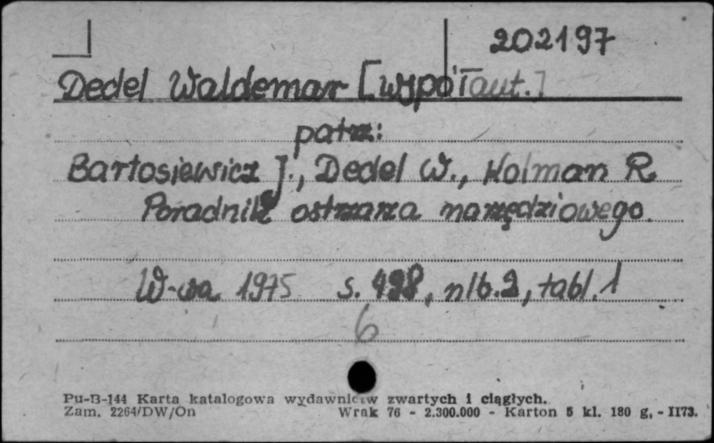 202197
Dedel Waldemar [współaut.]
patrz:
Bartosiewicz J., Dedel W., Holman R
Poradnik ostrzarza narzędziowego.
W-wa 1975 s. 498, nlb. 2, tabl. 1
6
Pu-B-144 Karta katalogowa wydawnictw zwartych i ciągłych.
Zam. 2264/DW/On Wrak 76 - 2.300.000 - Karton 5 kl. 180 g, - II73.